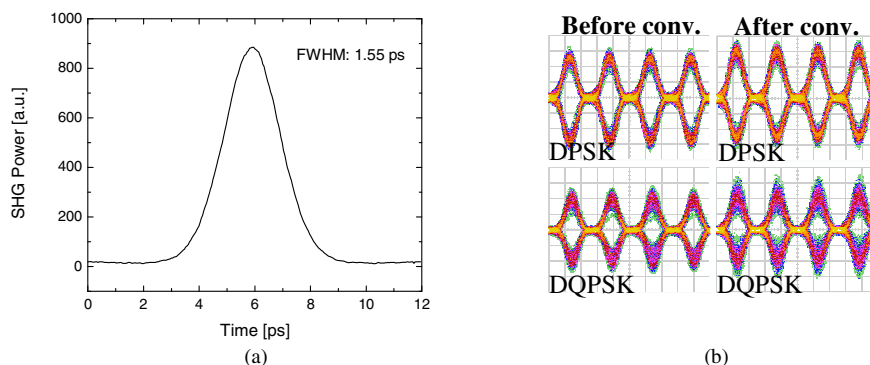 1000
800
600
400
200
0
SHG Power [a.u.]
FWHM: 1.55 ps
0 2 4 6 8 10 12
Time [ps]
(a)
Before conv. After conv.
DPSK DPSK
DQPSK DQPSK
(b)